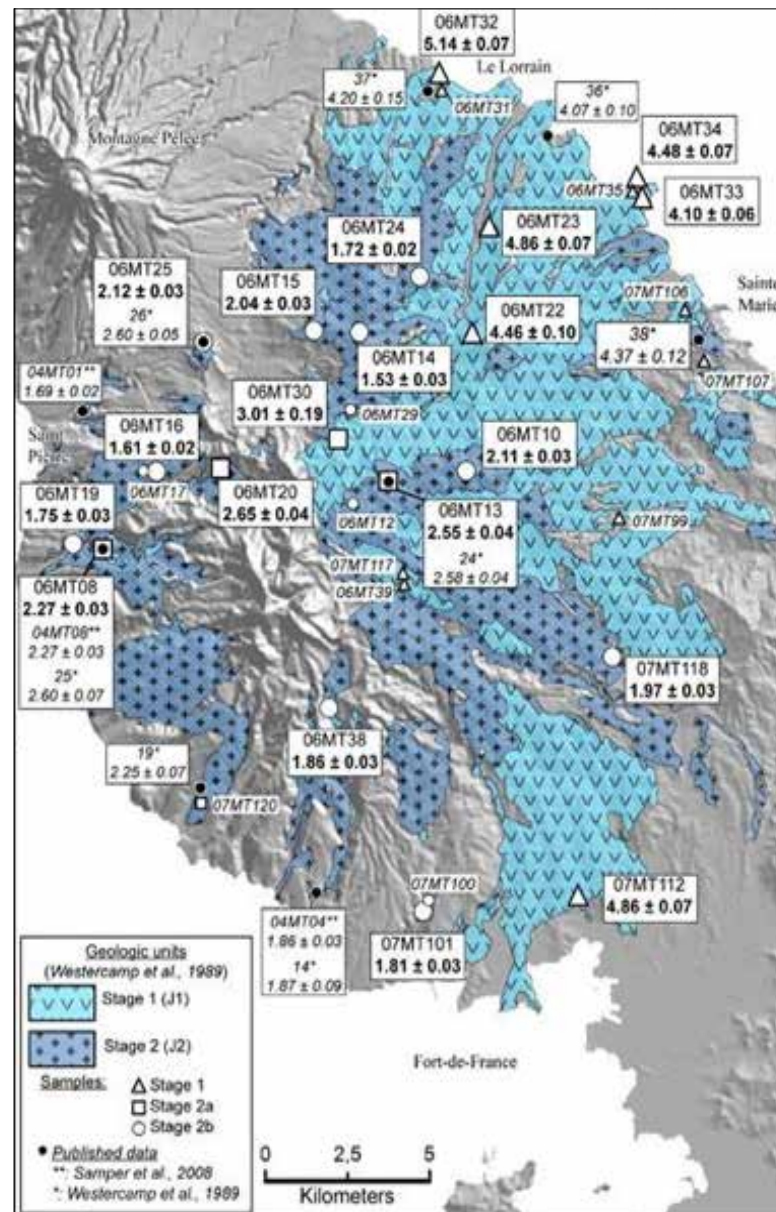 06MT32
5.14 ± 0.07
Le Lorrain
37*
4.20 ± 0.15
06MT31
36*
4.07 ± 0.10
Montagne Pelée
06MT34
4.48 ± 0.07
06MT35
06MT33
4.10 ± 0.06
06MT24
1.72 ± 0.02
06MT23
4.86 ± 0.07
06MT25
2.12 ± 0.03
26*
2.60 ± 0.05
06MT15
2.04 ± 0.03
06MT22
4.46 ± 0.10
07MT106
Sainte
Marie
38*
4.37 ± 0.12
07MT107
06MT14
1.53 ± 0.03
04MT01**
1.69 ± 0.02
06MT30
3.01 ± 0.19
06MT29
Saint
Pierre
06MT16
1.61 ± 0.02
06MT17
06MT10
2.11 ± 0.03
06MT19
1.75 ± 0.03
06MT20
2.65 ± 0.04
06MT12
06MT13
2.55 ± 0.04
24*
2.58 ± 0.04
07MT99
07MT117
06MT39
06MT08
2.27 ± 0.03
04MT08**
2.27 ± 0.03
25*
2.60 ± 0.07
07MT118
1.97 ± 0.03
06MT38
1.86 ± 0.03
19*
2.25 ± 0.07
07MT120
07MT100
07MT112
4.86 ± 0.07
04MT04**
1.86 ± 0.03
14*
1.87 ± 0.09
07MT101
1.81 ± 0.03
Geologic units
(Westercamp et al., 1989)
Stage 1 (J1)
Stage 2 (J2)
Samples:
Stage 1
Stage 2a
Stage 2b
Published data
**: Samper et al., 2008
*: Westercamp et al., 1989
Fort-de-France
0 2,5 5
Kilometers